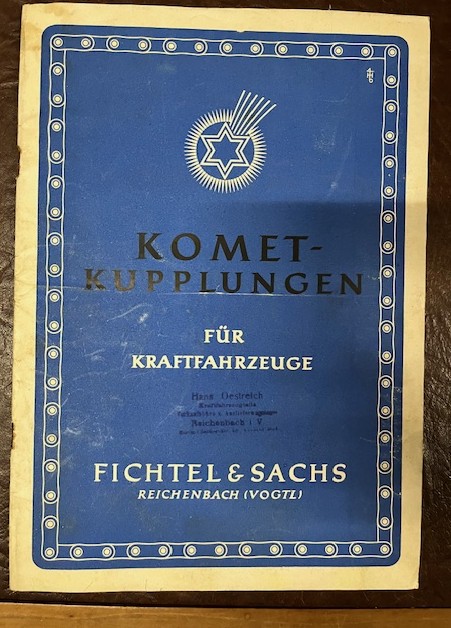 KOMET-
KUPPLUNGEN
FÜR
KRAFTFAHRZEUGE
Hans Oestreich
Reichenbach i V
FICHTEL & SACHS
REICHENBACH (VOGTL)